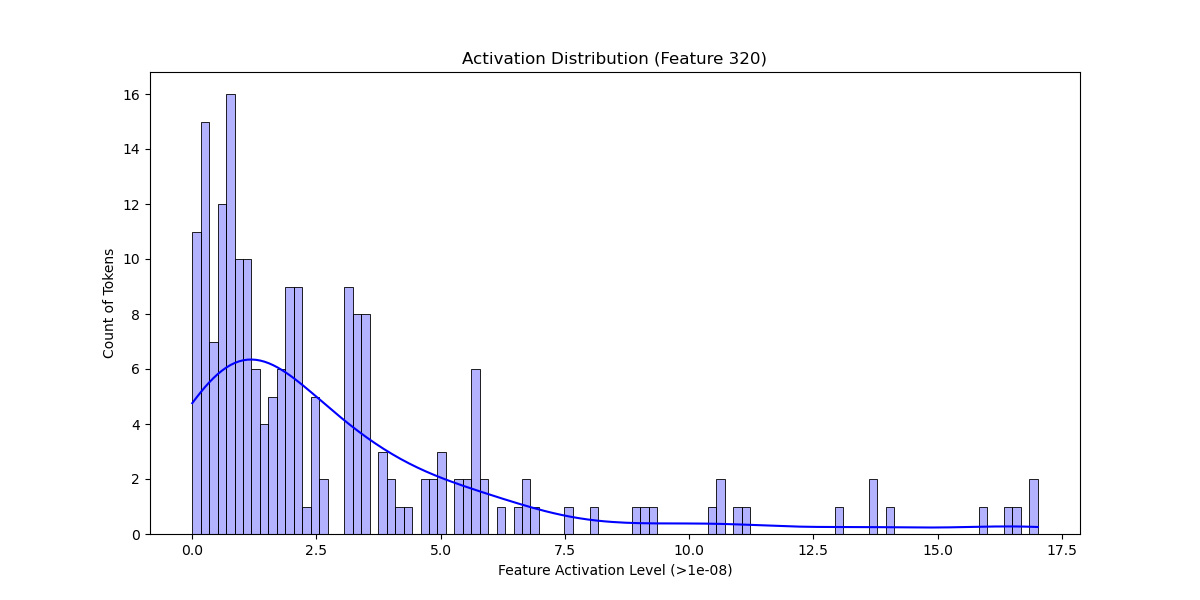 Activation Distribution (Feature 320)
16
14
12
10
8
6
4
2
0
Count of Tokens
0.0 2.5 5.0 7.5 10.0 12.5 15.0 17.5
Feature Activation Level (>1e-08)